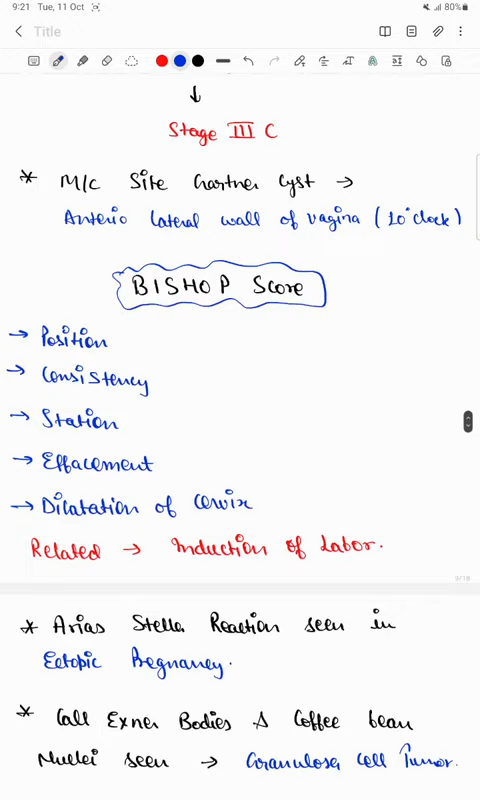 9:21 Tue, 11 Oct
80%
Title
↓
Stage III C
* M/C Site Gartner Cyst →
Anterio lateral wall of vagina (10'clock)
BISHOP Score
→ Position
→ Consistency
→ Station
→ Effacement
→ Dilatation of Cervix
Related → Induction of Labor.
9/18
* Arias Stella Reaction seen in
Ectopic Pregnancy.
* Call Exner Bodies & Coffee bean
Nuclei seen → Granulosa cell Tumor.